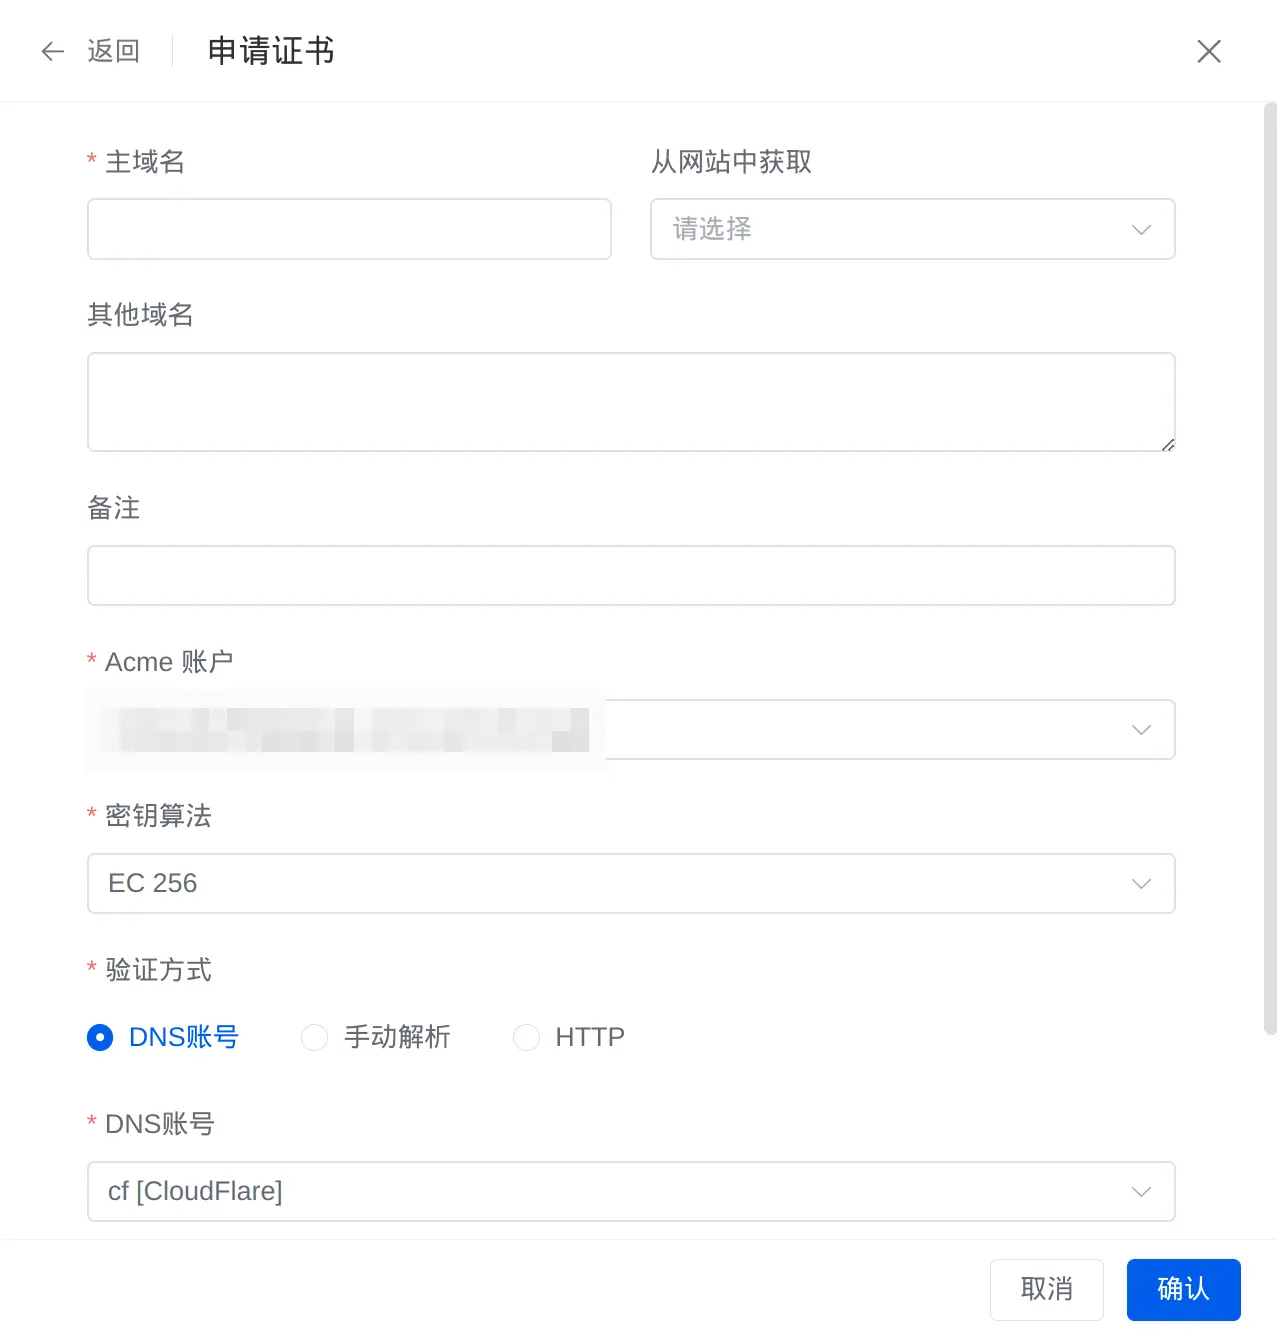 返回 申请证书
* 主域名 从网站中获取
请选择
其他域名
备注
* Acme 账户
* 密钥算法
EC 256
* 验证方式
DNS账号 手动解析 HTTP
* DNS账号
cf [CloudFlare]
取消 确认